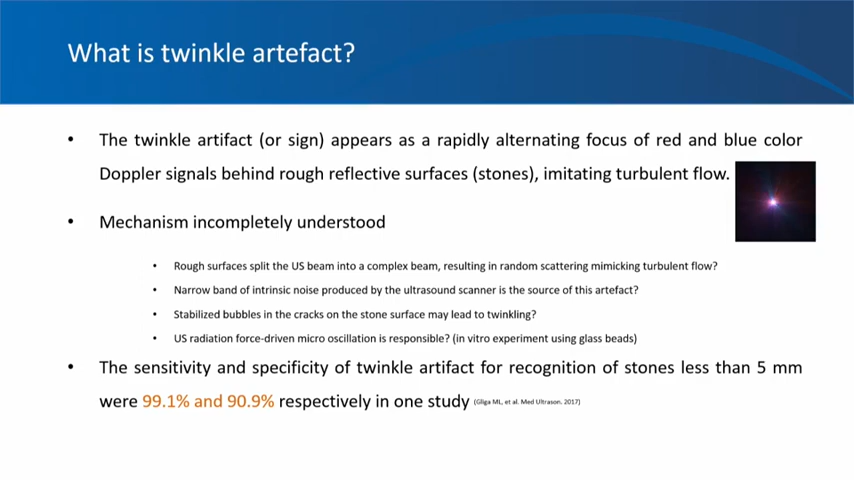 What is twinkle artefact?
• The twinkle artifact (or sign) appears as a rapidly alternating focus of red and blue color
Doppler signals behind rough reflective surfaces (stones), imitating turbulent flow.
• Mechanism incompletely understood
• Rough surfaces split the US beam into a complex beam, resulting in random scattering mimicking turbulent flow?
• Narrow band of intrinsic noise produced by the ultrasound scanner is the source of this artefact?
• Stabilized bubbles in the cracks on the stone surface may lead to twinkling?
• US radiation force-driven micro oscillation is responsible? (in vitro experiment using glass beads)
• The sensitivity and specificity of twinkle artifact for recognition of stones less than 5 mm
were 99.1% and 90.9% respectively in one study (Gliga ML, et al. Med Ultrason. 2017)